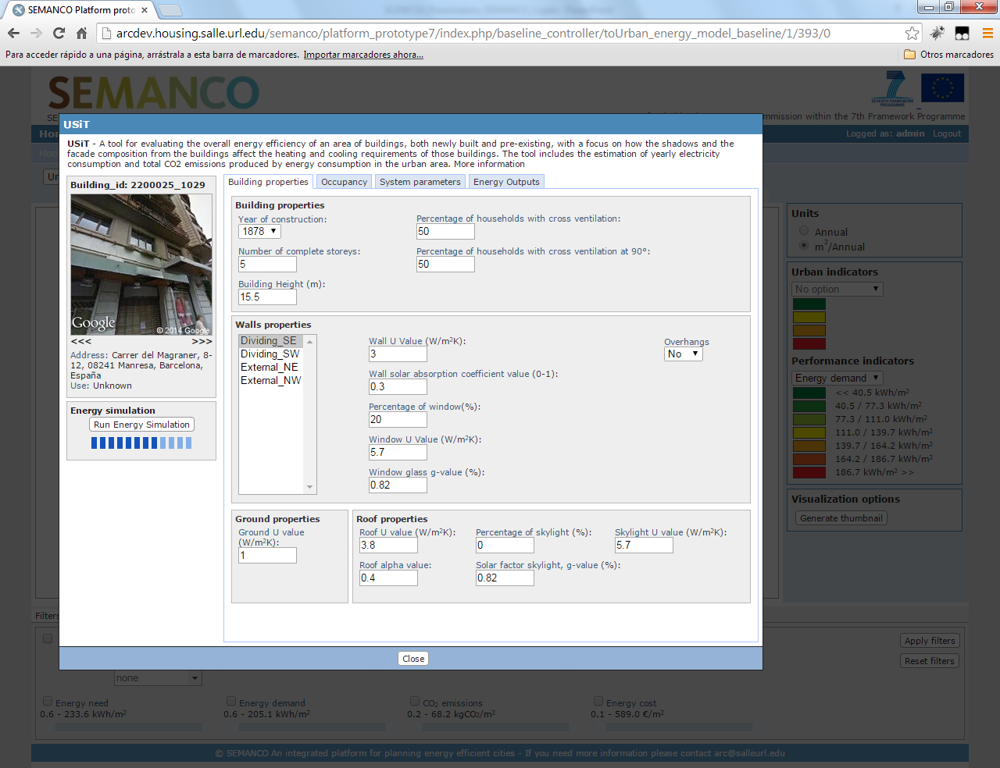 SEMANCO Platform proto
arcdev.housing.salle.url.edu/semanco/platform_prototype7/index.php/baseline_controller/toUrban_energy_model_baseline/1/393/0
Para acceder rápido a una página, arrástrala a esta barra de marcadores. Importar marcadores ahora...
Otros marcadores
SEMANCO
SEVENTH FRAMEWORK
PROGRAMME
mmission within the 7th Framework Programme
Logged as: admin Logout
USiT
USiT - A tool for evaluating the overall energy efficiency of an area of buildings, both newly built and pre-existing, with a focus on how the shadows and the
facade composition from the buildings affect the heating and cooling requirements of those buildings. The tool includes the estimation of yearly electricity
consumption and total CO2 emissions produced by energy consumption in the urban area. More information
Building_id: 2200025_1029
Google
© 2014 Google
<<< >>>
Address: Carrer del Magraner, 8-
12, 08241 Manresa, Barcelona,
España
Use: Unknown
Energy simulation
Run Energy Simulation
Building properties Occupancy System parameters Energy Outputs
Building properties
Year of construction:
1878
Percentage of households with cross ventilation:
50
Number of complete storeys:
5
Percentage of households with cross ventilation at 90º:
50
Building Height (m):
15.5
Walls properties
Dividing_SE
Dividing_SW
External_NE
External_NW
Wall U Value (W/m²K):
3
Overhangs
No
Wall solar absorption coefficient value (0-1):
0.3
Percentage of window(%):
20
Window U Value (W/m²K):
5.7
Window glass g-value (%):
0.82
Ground properties
Ground U value
(W/m²K):
1
Roof properties
Roof U value (W/m²K):
3.8
Percentage of skylight (%):
0
Skylight U value (W/m²K):
5.7
Roof alpha value:
0.4
Solar factor skylight, g-value (%):
0.82
Close
Units
Annual
m²/Annual
Urban indicators
No option
Performance indicators
Energy demand
<< 40.5 kWh/m²
40.5 / 77.3 kWh/m²
77.3 / 111.0 kWh/m²
111.0 / 139.7 kWh/m²
139.7 / 164.2 kWh/m²
164.2 / 186.7 kWh/m²
186.7 kWh/m² >>
Visualization options
Generate thumbnail
Filters
Apply filters
Reset filters
none
Energy need
0.6 - 233.6 kWh/m²
Energy demand
0.6 - 205.1 kWh/m²
CO₂ emissions
0.2 - 68.2 kgCO₂/m²
Energy cost
0.1 - 589.0 €/m²
© SEMANCO An integrated platform for planning energy efficient cities - If you need more information please contact arc@salleurl.edu